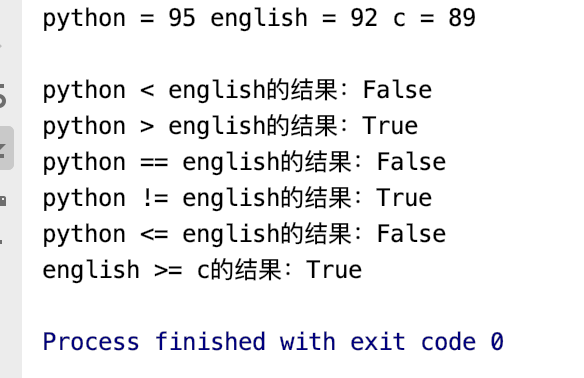 python = 95 english = 92 c = 89
python < english的结果：False
python > english的结果：True
python == english的结果：False
python != english的结果：True
python <= english的结果：False
english >= c的结果：True
Process finished with exit code 0